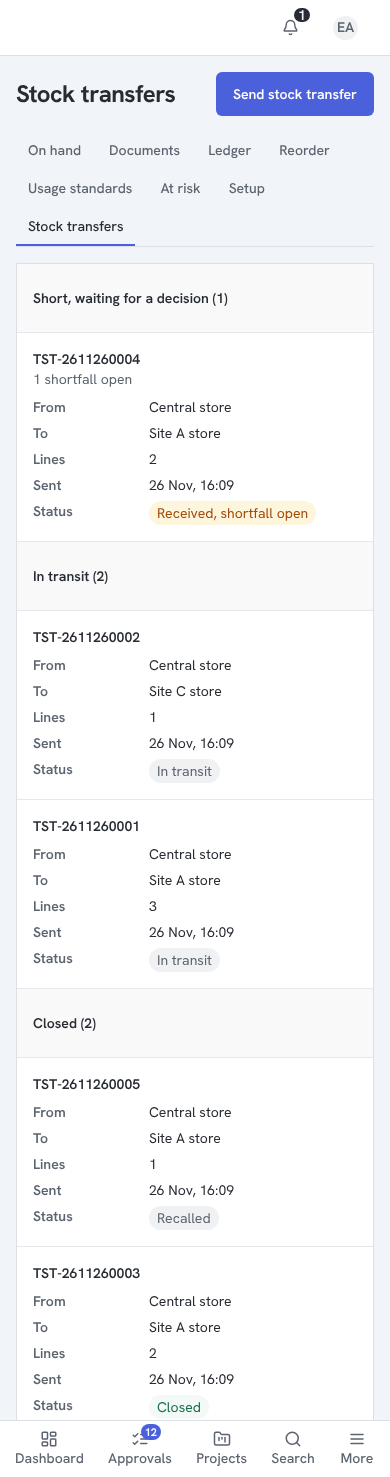 1
EA
Stock transfers
Send stock transfer
On hand Documents Ledger Reorder
Usage standards At risk Setup
Stock transfers
Short, waiting for a decision (1)
TST-2611260004
1 shortfall open
From Central store
To Site A store
Lines 2
Sent 26 Nov, 16:09
Status Received, shortfall open
In transit (2)
TST-2611260002
From Central store
To Site C store
Lines 1
Sent 26 Nov, 16:09
Status In transit
TST-2611260001
From Central store
To Site A store
Lines 3
Sent 26 Nov, 16:09
Status In transit
Closed (2)
TST-2611260005
From Central store
To Site A store
Lines 1
Sent 26 Nov, 16:09
Status Recalled
TST-2611260003
From Central store
To Site A store
Lines 2
Sent 26 Nov, 16:09
Status Closed
12
Dashboard Approvals Projects Search More